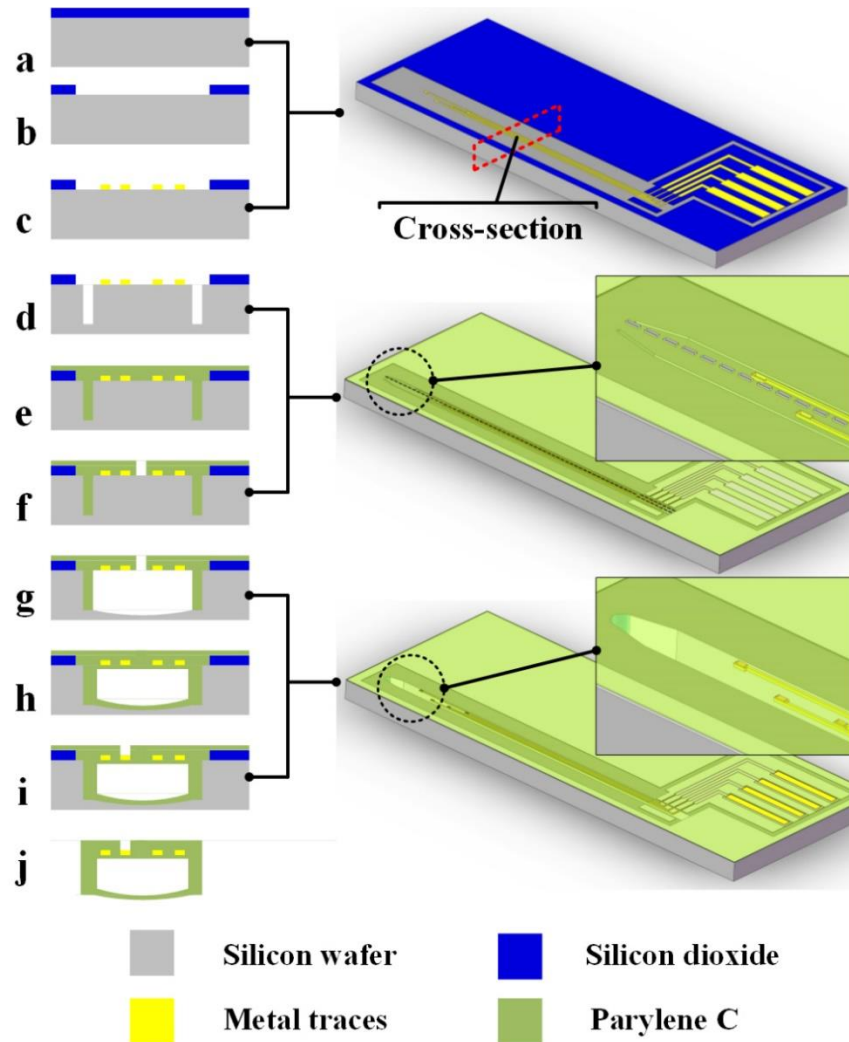 a
b
c
Cross-section
d
e
f
g
h
i
j
Silicon wafer
Silicon dioxide
Metal traces
Parylene C